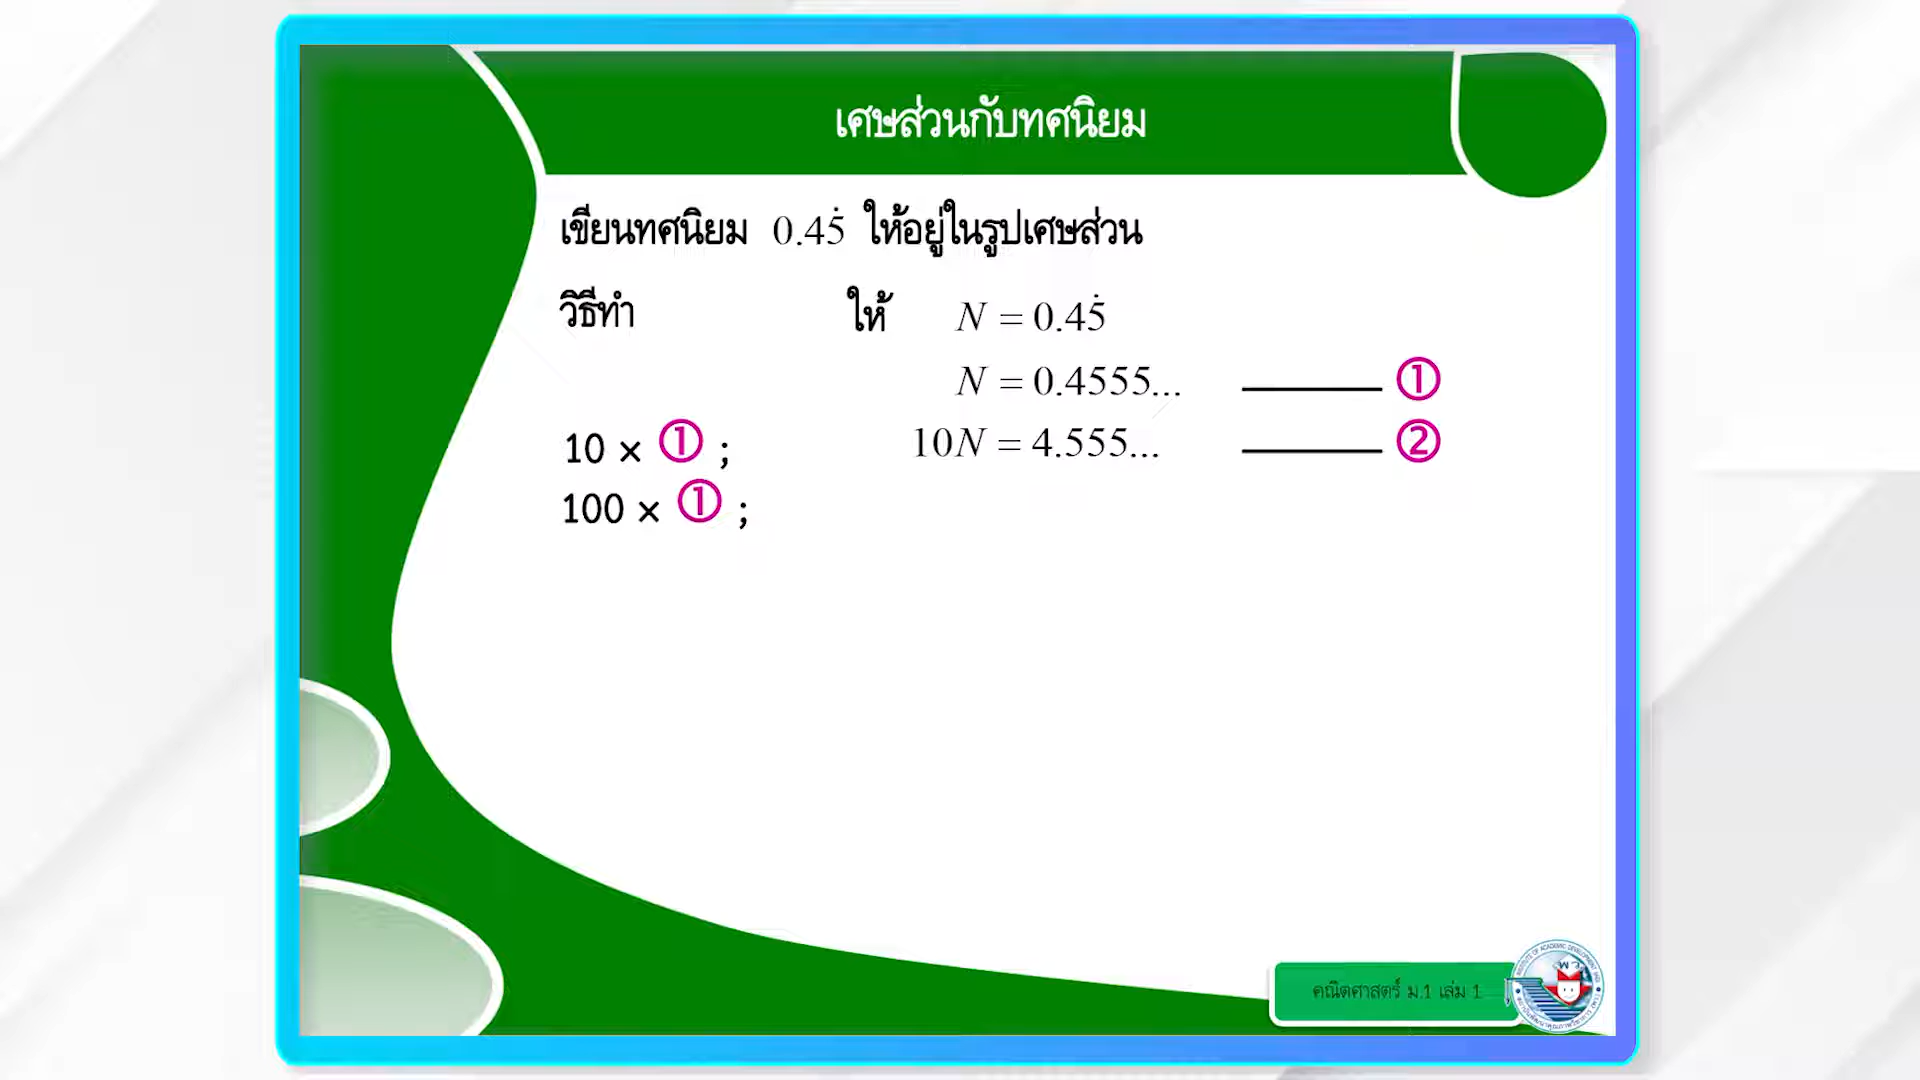 เศษส่วนกับทศนิยม
เขียนทศนิยม 0.45̇ ให้อยู่ในรูปเศษส่วน
วิธีทำ ให้ N = 0.45̇
N = 0.4555... ①
10 × ① ; 10N = 4.555... ②
100 × ① ;
คณิตศาสตร์ ม.1 เล่ม 1
พว.